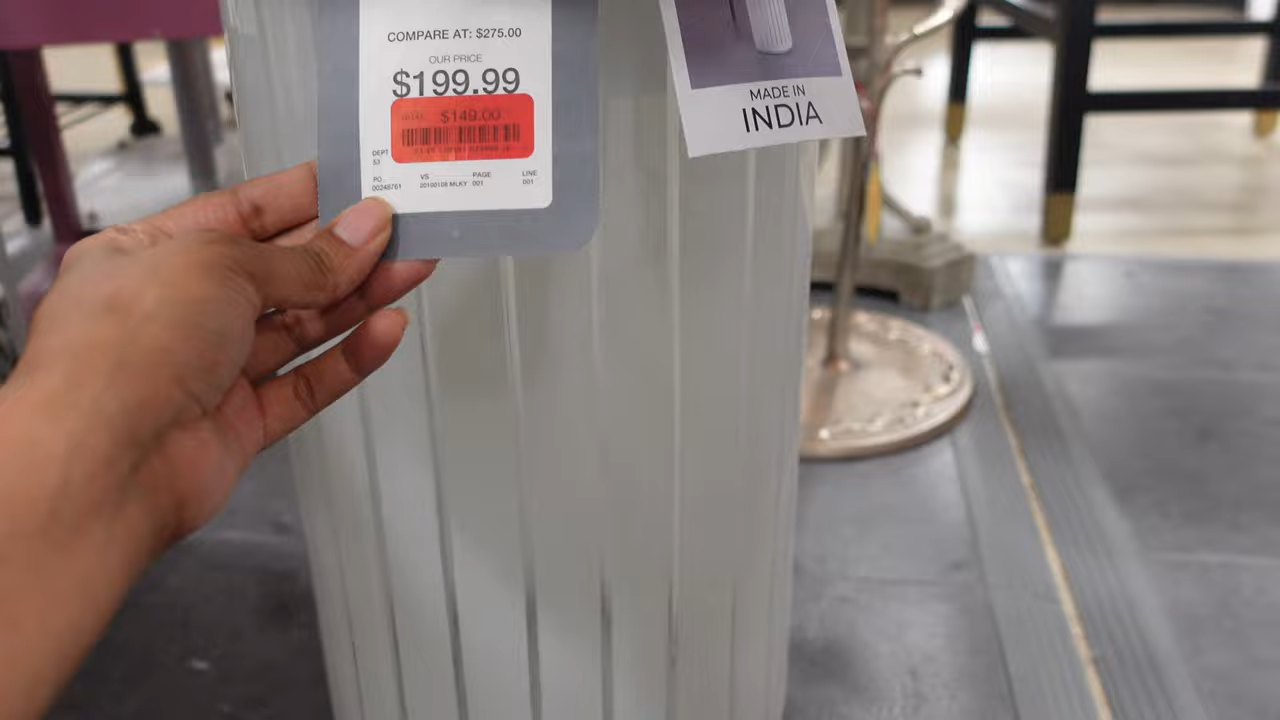 COMPARE AT: $275.00
OUR PRICE
$199.99
$149.00
DEPT
53
PO
00248761
VS
20100108 MLKY
PAGE
001
LINE
001
MADE IN
INDIA